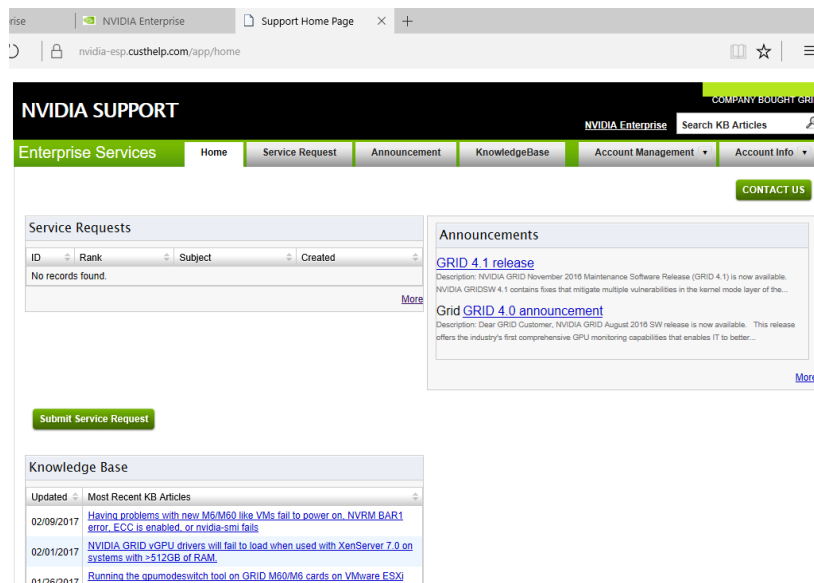 rise
NVIDIA Enterprise
Support Home Page
nvidia-esp.custhelp.com/app/home
NVIDIA SUPPORT
COMPANY BOUGHT GRI
NVIDIA Enterprise
Search KB Articles
Enterprise Services
Home
Service Request
Announcement
KnowledgeBase
Account Management
Account Info
CONTACT US
Service Requests
ID Rank Subject Created
No records found.
More
Announcements
GRID 4.1 release
Description: NVIDIA GRID November 2016 Maintenance Software Release (GRID 4.1) is now available.
NVIDIA GRIDSW 4.1 contains fixes that mitigate multiple vulnerabilities in the kernel mode layer of the...
Grid GRID 4.0 announcement
Description: Dear GRID Customer, NVIDIA GRID August 2016 SW release is now available. This release
offers the industry's first comprehensive GPU monitoring capabilities that enables IT to better...
More
Submit Service Request
Knowledge Base
Updated Most Recent KB Articles
02/09/2017 Having problems with new M6/M60 like VMs fail to power on, NVRM BAR1
error, ECC is enabled, or nvidia-smi fails
02/01/2017 NVIDIA GRID vGPU drivers will fail to load when used with XenServer 7.0 on
systems with >512GB of RAM.
01/26/2017 Running the gpumodeswitch tool on GRID M60/M6 cards on VMware ESXi